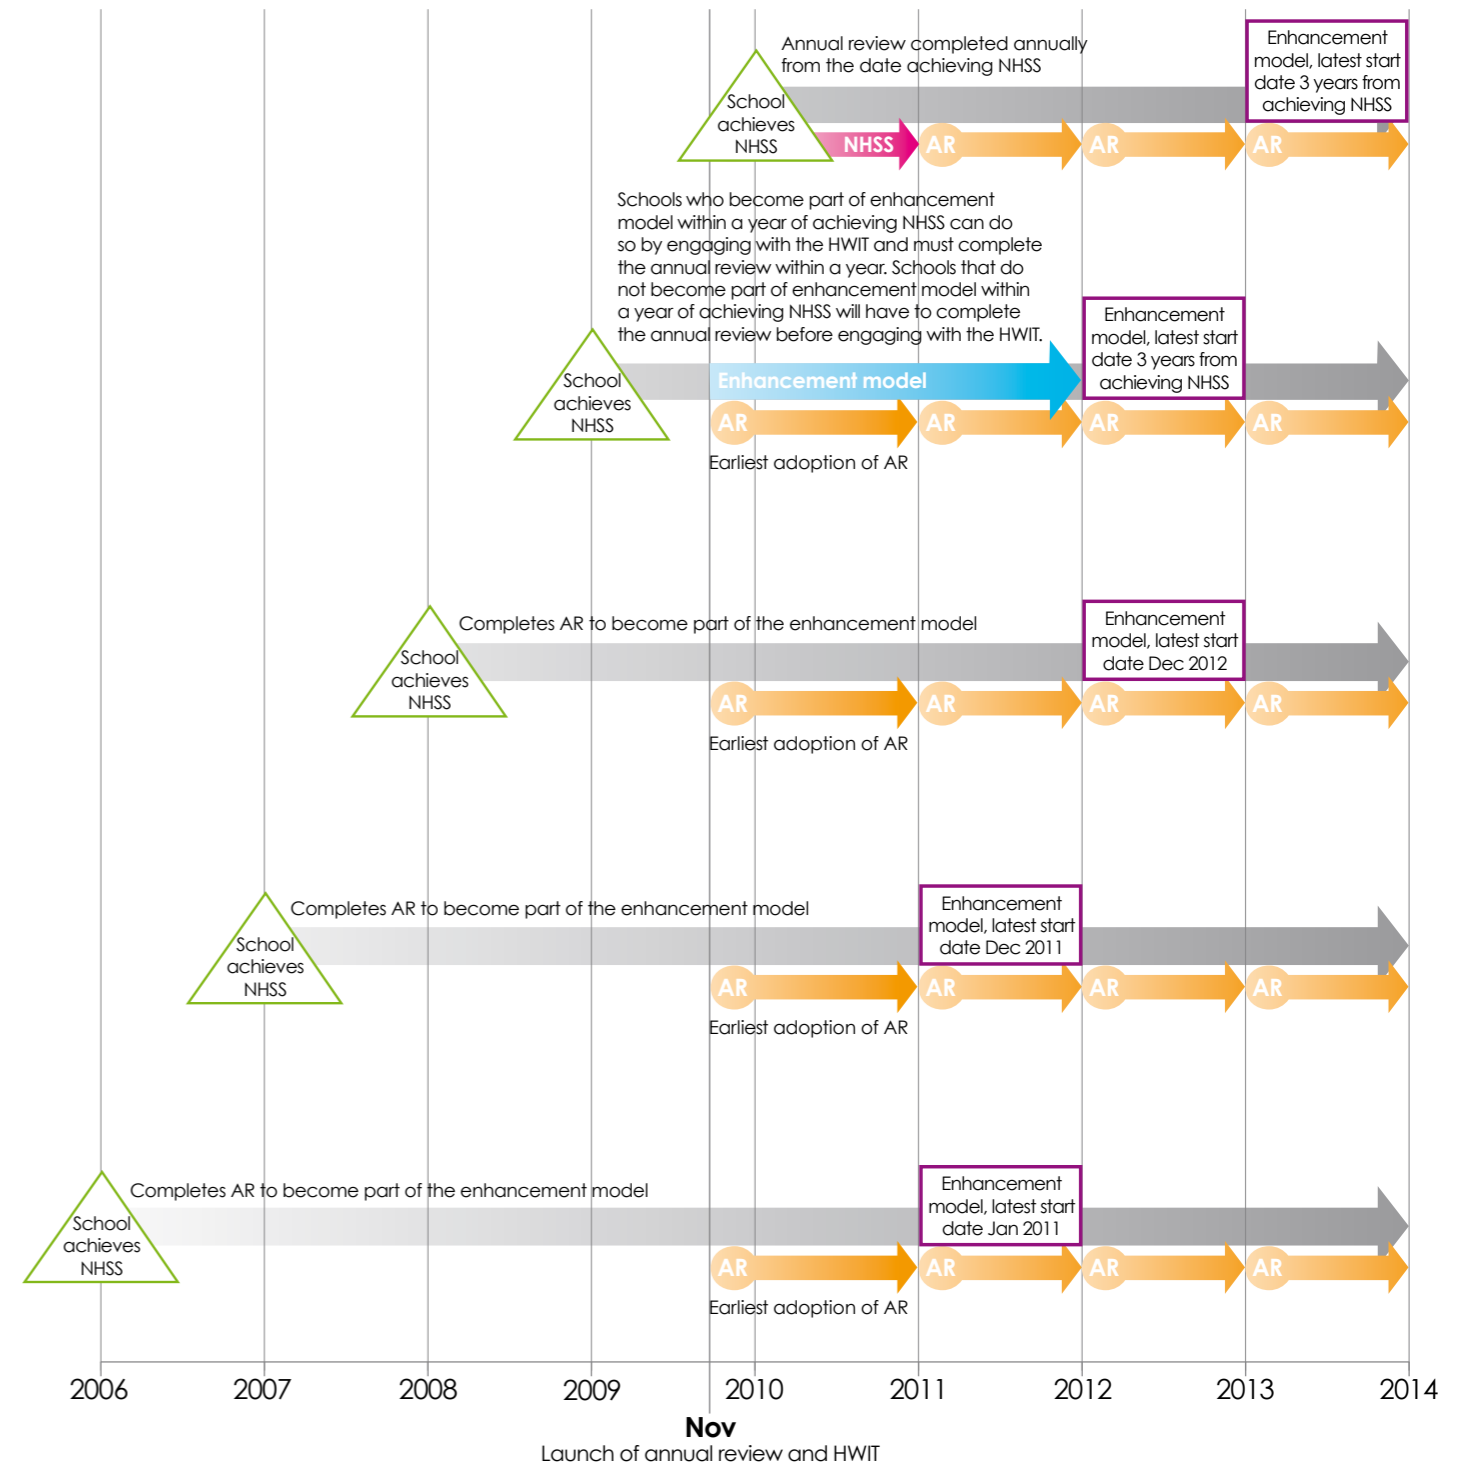 Annual review completed annually
from the date achieving NHSS
Enhancement
model, latest start
date 3 years from
achieving NHSS
School
achieves
NHSS
NHSS
AR
AR
AR
Schools who become part of enhancement
model within a year of achieving NHSS can do
so by engaging with the HWIT and must complete
the annual review within a year. Schools that do
not become part of enhancement model within
a year of achieving NHSS will have to complete
the annual review before engaging with the HWIT.
Enhancement
model, latest start
date 3 years from
achieving NHSS
School
achieves
NHSS
Enhancement model
AR
AR
AR
AR
Earliest adoption of AR
Completes AR to become part of the enhancement model
Enhancement
model, latest start
date Dec 2012
School
achieves
NHSS
AR
AR
AR
AR
Earliest adoption of AR
Completes AR to become part of the enhancement model
Enhancement
model, latest start
date Dec 2011
School
achieves
NHSS
AR
AR
AR
AR
Earliest adoption of AR
Completes AR to become part of the enhancement model
Enhancement
model, latest start
date Jan 2011
School
achieves
NHSS
AR
AR
AR
AR
Earliest adoption of AR
2006
2007
2008
2009
2010
2011
2012
2013
2014
Nov
Launch of annual review and HWIT